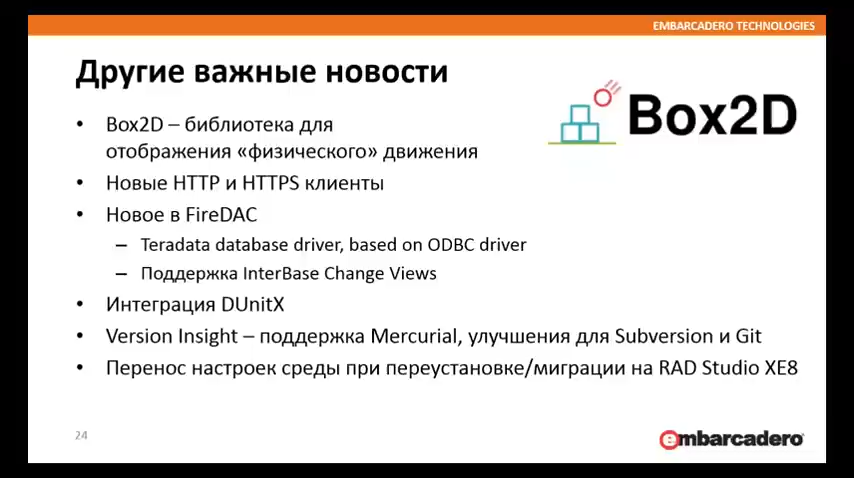 EMBARCADERO TECHNOLOGIES
Другие важные новости
Box2D
• Box2D – библиотека для
отображения «физического» движения
• Новые HTTP и HTTPS клиенты
• Новое в FireDAC
– Teradata database driver, based on ODBC driver
– Поддержка InterBase Change Views
• Интеграция DUnitX
• Version Insight – поддержка Mercurial, улучшения для Subversion и Git
• Перенос настроек среды при переустановке/миграции на RAD Studio XE8
24
embarcadero